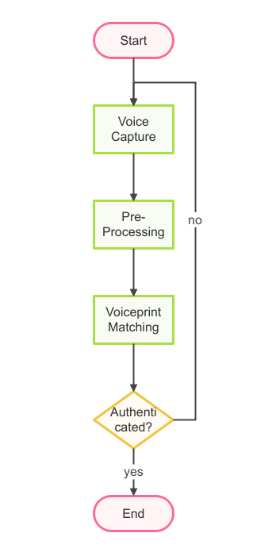 Start
Voice
Capture
Pre-
Processing
no
Voiceprint
Matching
Authenti
cated?
yes
End